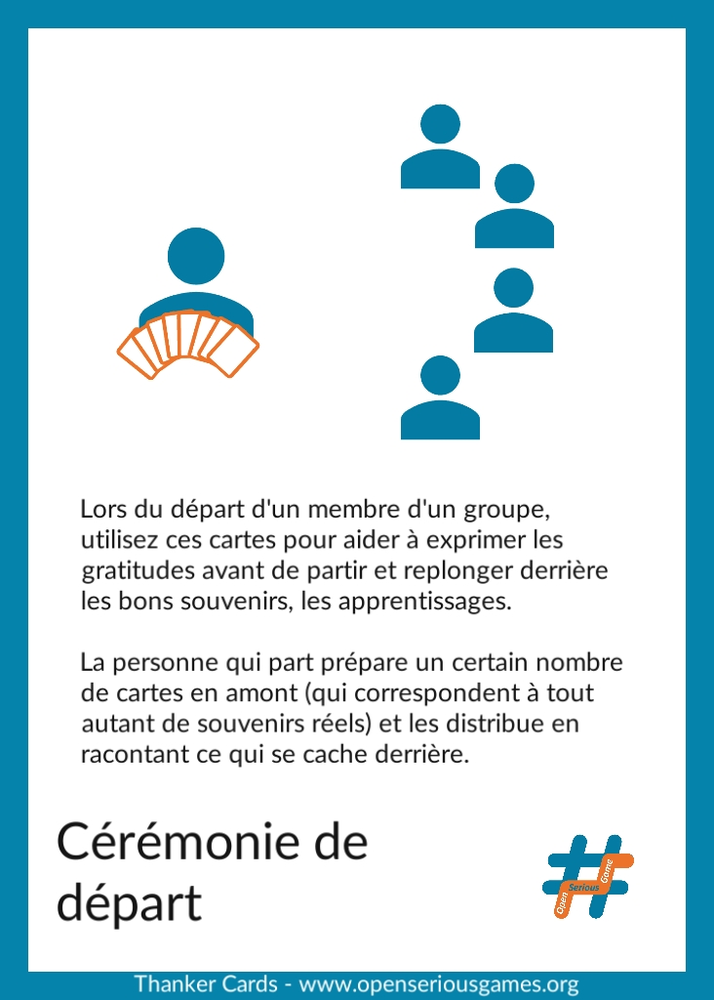 Lors du départ d'un membre d'un groupe,
utilisez ces cartes pour aider à exprimer les
gratitudes avant de partir et replonger derrière
les bons souvenirs, les apprentissages.
La personne qui part prépare un certain nombre
de cartes en amont (qui correspondent à tout
autant de souvenirs réels) et les distribue en
racontant ce qui se cache derrière.
Cérémonie de
départ
Open Serious Game
Thanker Cards - www.openseriousgames.org